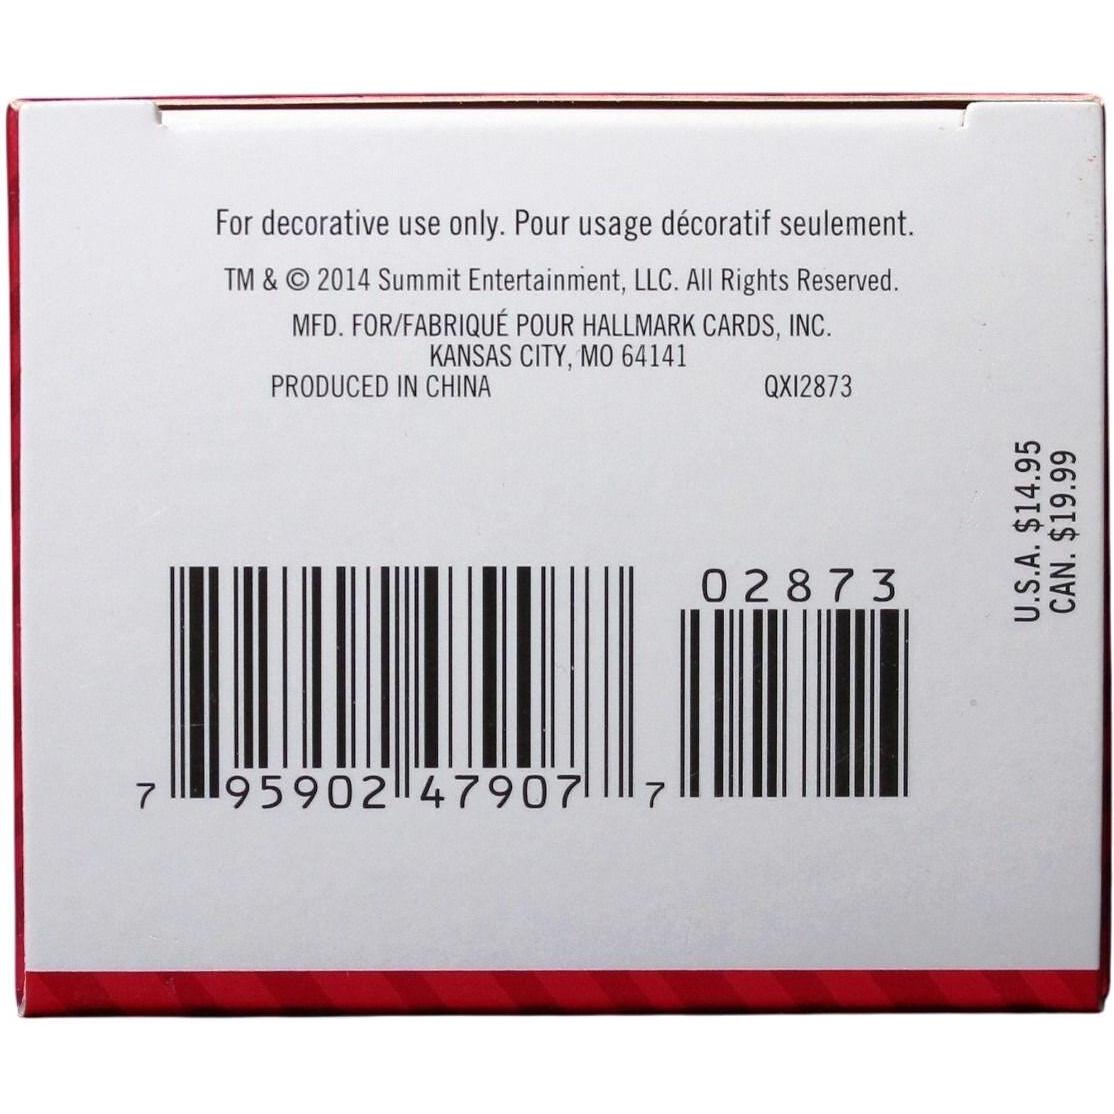 For decorative use only. Pour usage décoratif seulement.
TM & © 2014 Summit Entertainment, LLC. All Rights Reserved.
MFD. FOR/FABRIQUÉ POUR HALLMARK CARDS, INC.
KANSAS CITY, MO 64141
PRODUCED IN CHINA QXI2873
U.S.A. $14.95
CAN. $19.99
02873
7 95902 47907 7